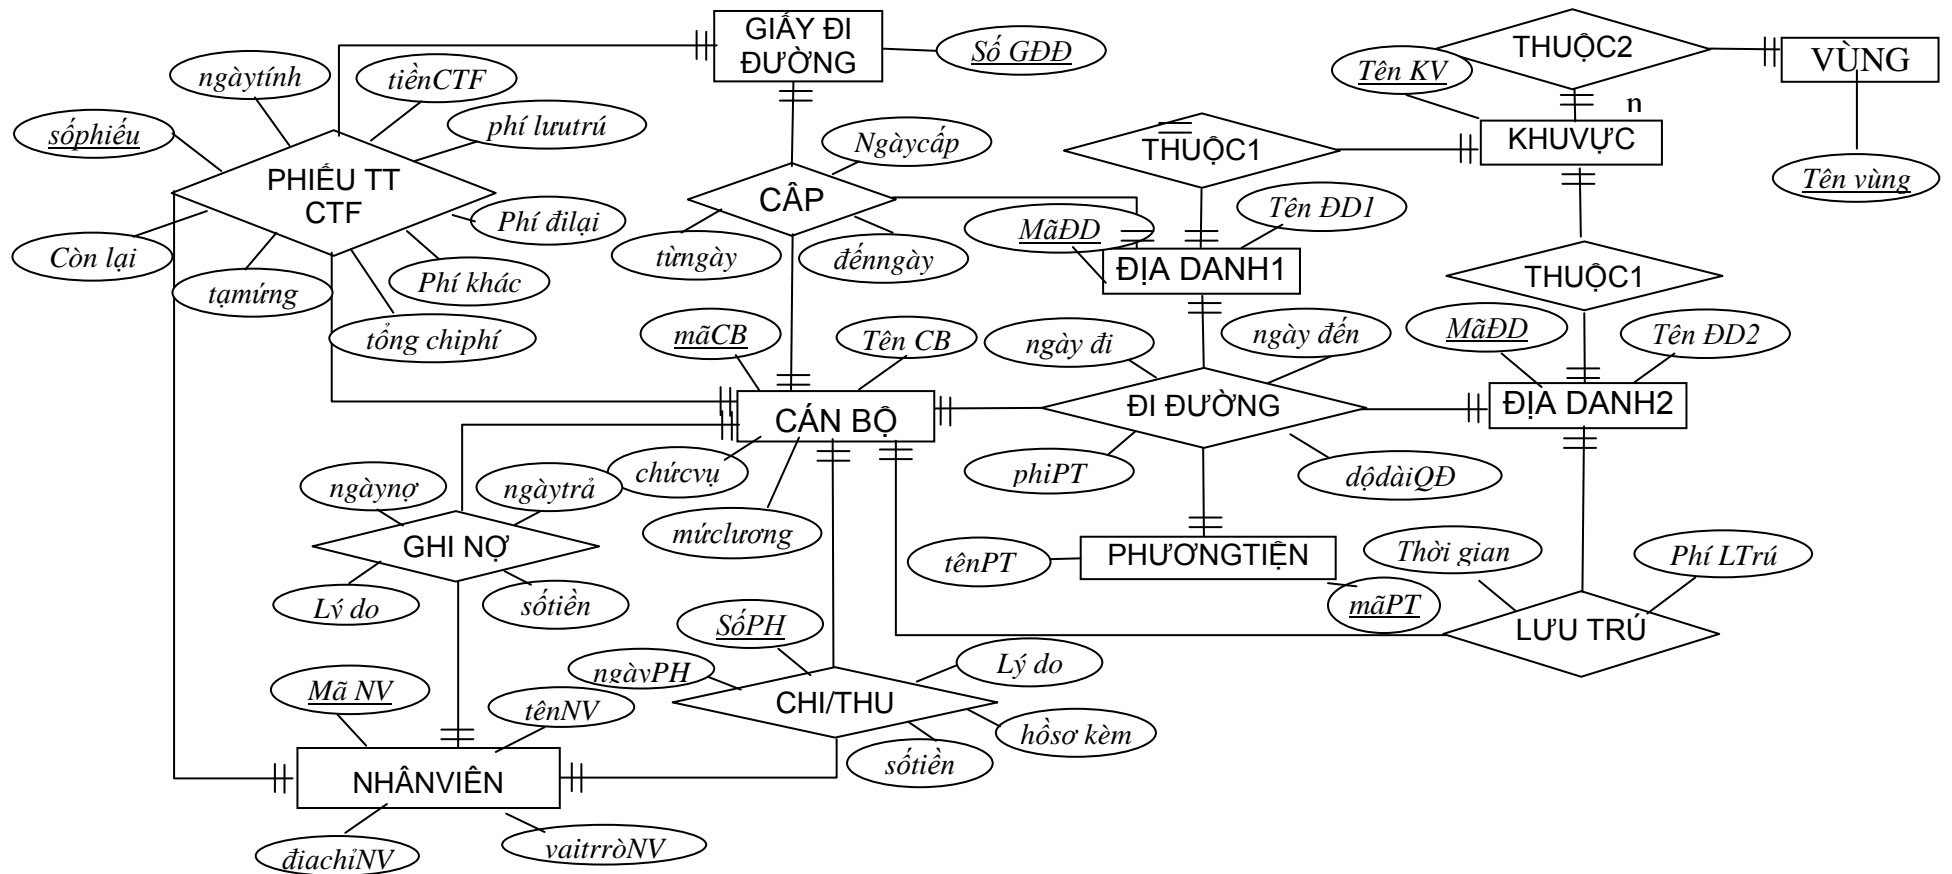 GIẤY ĐI
ĐƯỜNG
Số GĐĐ
THUỘC2
VÙNG
Tên KV
n
KHUVỰC
Tên vùng
ngàytính
tiềnCTF
sốphiếu
phí lưutrú
PHIẾU TT
CTF
Phí đilại
Còn lại
tạmứng
Phí khác
tổng chiphí
Ngàycấp
CẤP
từngày
đếnngày
THUỘC1
MãĐD
Tên ĐD1
ĐỊA DANH1
THUỘC1
MãĐD
Tên ĐD2
ĐỊA DANH2
mãCB
Tên CB
CÁN BỘ
chứcvụ
mứclương
ngày đi
ngày đến
ĐI ĐƯỜNG
phiPT
dộdàiQĐ
tênPT
PHƯƠNGTIỆN
mãPT
Thời gian
Phí LTrú
LƯU TRÚ
ngàynợ
ngàytrả
GHI NỢ
Lý do
sốtiền
SốPH
ngàyPH
Lý do
CHI/THU
hồsơ kèm
sốtiền
Mã NV
tênNV
NHÂNVIÊN
điachỉNV
vaitrròNV